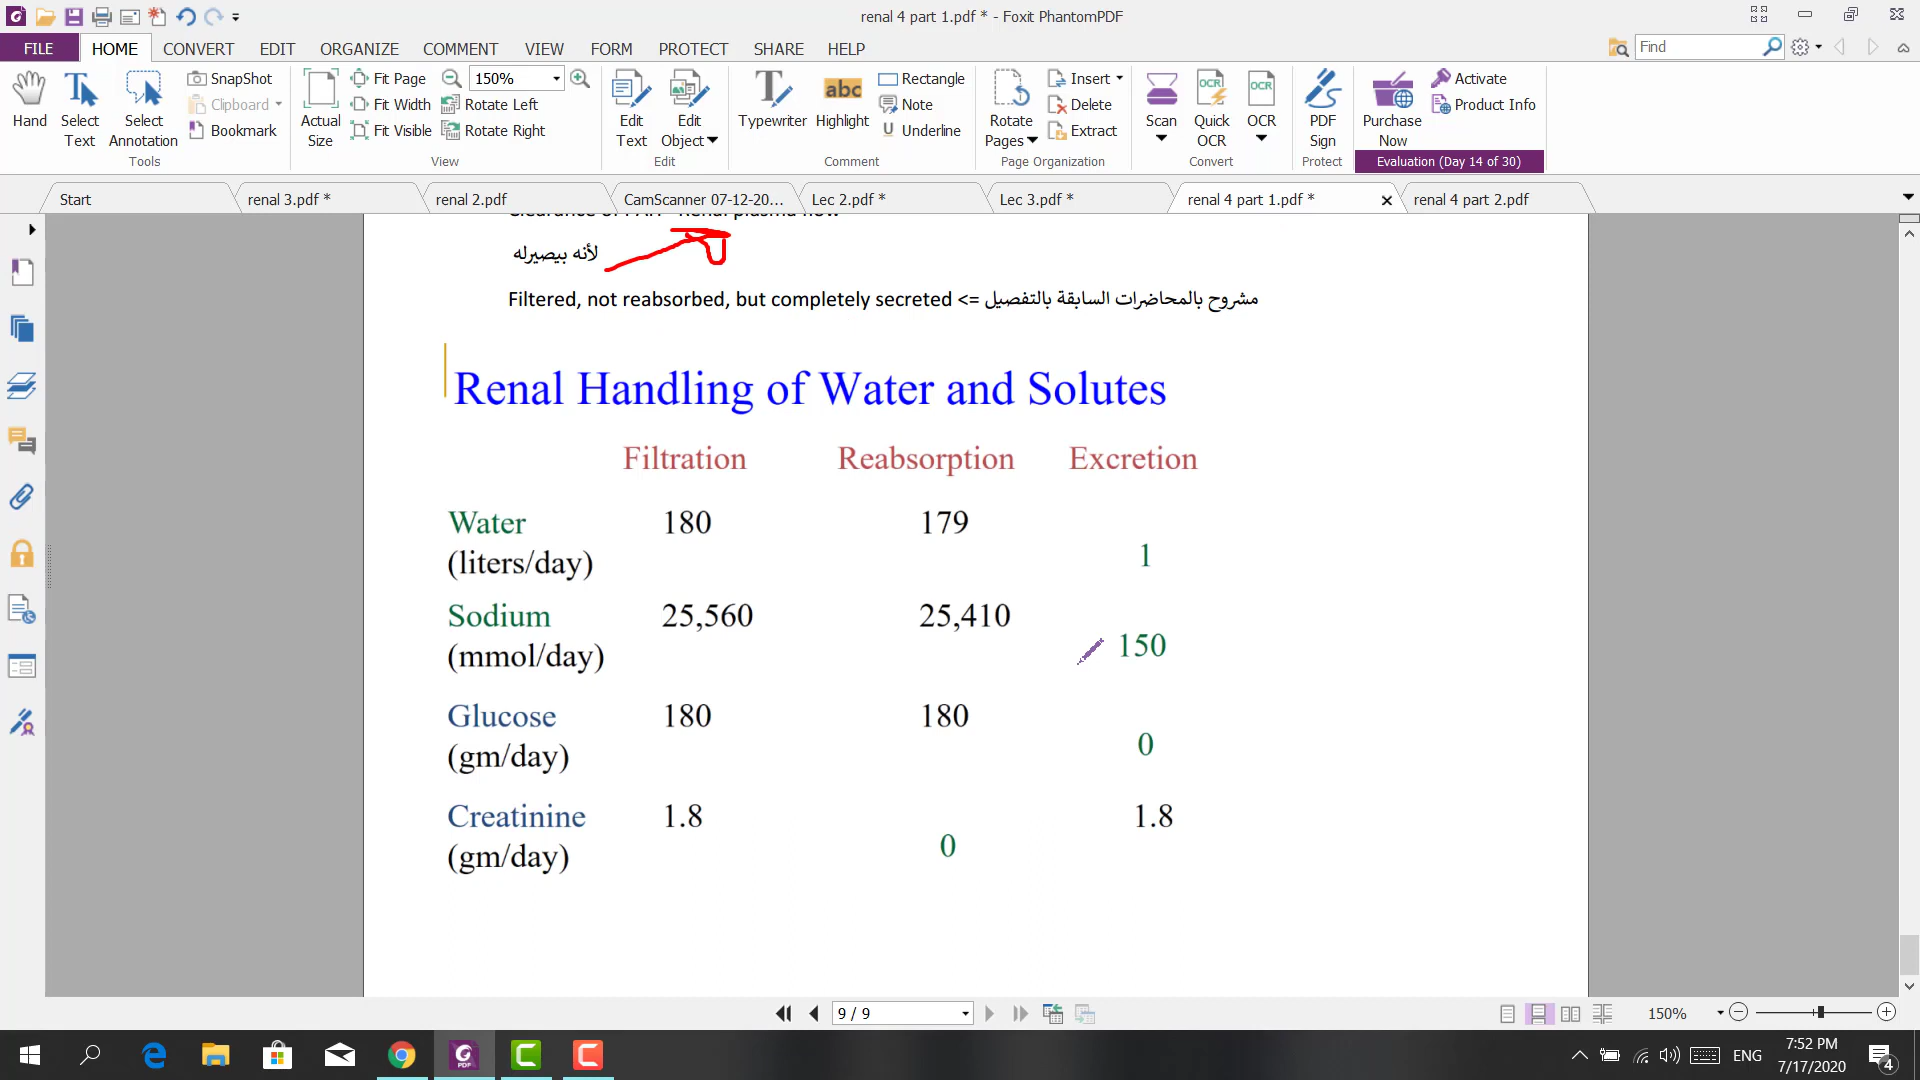 renal 4 part 1.pdf * - Foxit PhantomPDF
FILE HOME CONVERT EDIT ORGANIZE COMMENT VIEW FORM PROTECT SHARE HELP Find
Hand
Select Text
Select Annotation
SnapShot
Clipboard
Bookmark
Tools
Actual Size
Fit Page
Fit Width
Fit Visible
150%
Rotate Left
Rotate Right
View
Edit Text
Edit Object
Edit
Typewriter
Highlight
Rectangle
Note
Underline
Comment
Rotate Pages
Insert
Delete
Extract
Page Organization
Scan
Quick OCR
OCR
Convert
PDF Sign
Protect
Purchase Now
Activate
Product Info
Evaluation (Day 14 of 30)
Start renal 3.pdf * renal 2.pdf CamScanner 07-12-20... Lec 2.pdf * Lec 3.pdf * renal 4 part 1.pdf * renal 4 part 2.pdf
لأنه بيصيرله
Filtered, not reabsorbed, but completely secreted <= مشروح بالمحاضرات السابقة بالتفصيل
Renal Handling of Water and Solutes
Filtration Reabsorption Excretion
Water (liters/day) 180 179 1
Sodium (mmol/day) 25,560 25,410 150
Glucose (gm/day) 180 180 0
Creatinine (gm/day) 1.8 0 1.8
9 / 9 150%
ENG 7:52 PM 7/17/2020 4